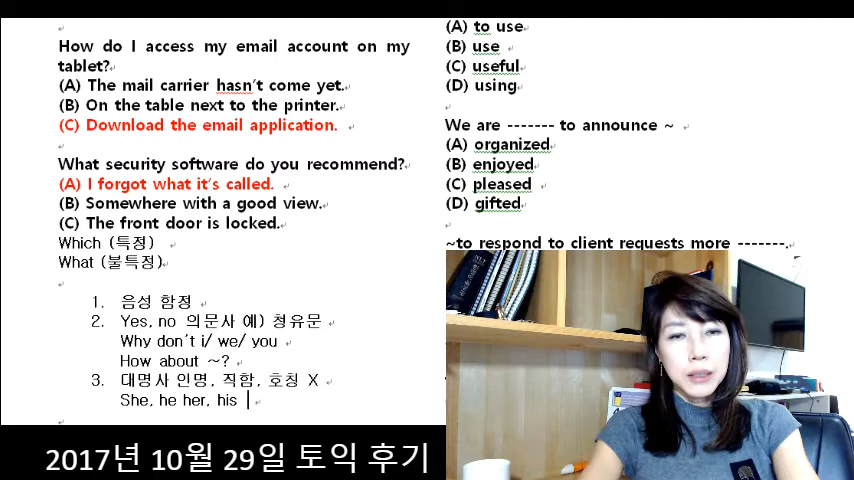 How do I access my email account on my
tablet?
(A) The mail carrier hasn't come yet.
(B) On the table next to the printer.
(C) Download the email application.
What security software do you recommend?
(A) I forgot what it's called.
(B) Somewhere with a good view.
(C) The front door is locked.
Which (특정)
What (불특정)
1. 음성 함정
2. Yes, no 의문사 예) 청유문
Why don't i/ we/ you
How about ~?
3. 대명사 인명, 직함, 호칭 X
She, he her, his
(A) to use
(B) use
(C) useful
(D) using
We are ------- to announce ~
(A) organized
(B) enjoyed
(C) pleased
(D) gifted
~to respond to client requests more -------.
2017년 10월 29일 토익 후기